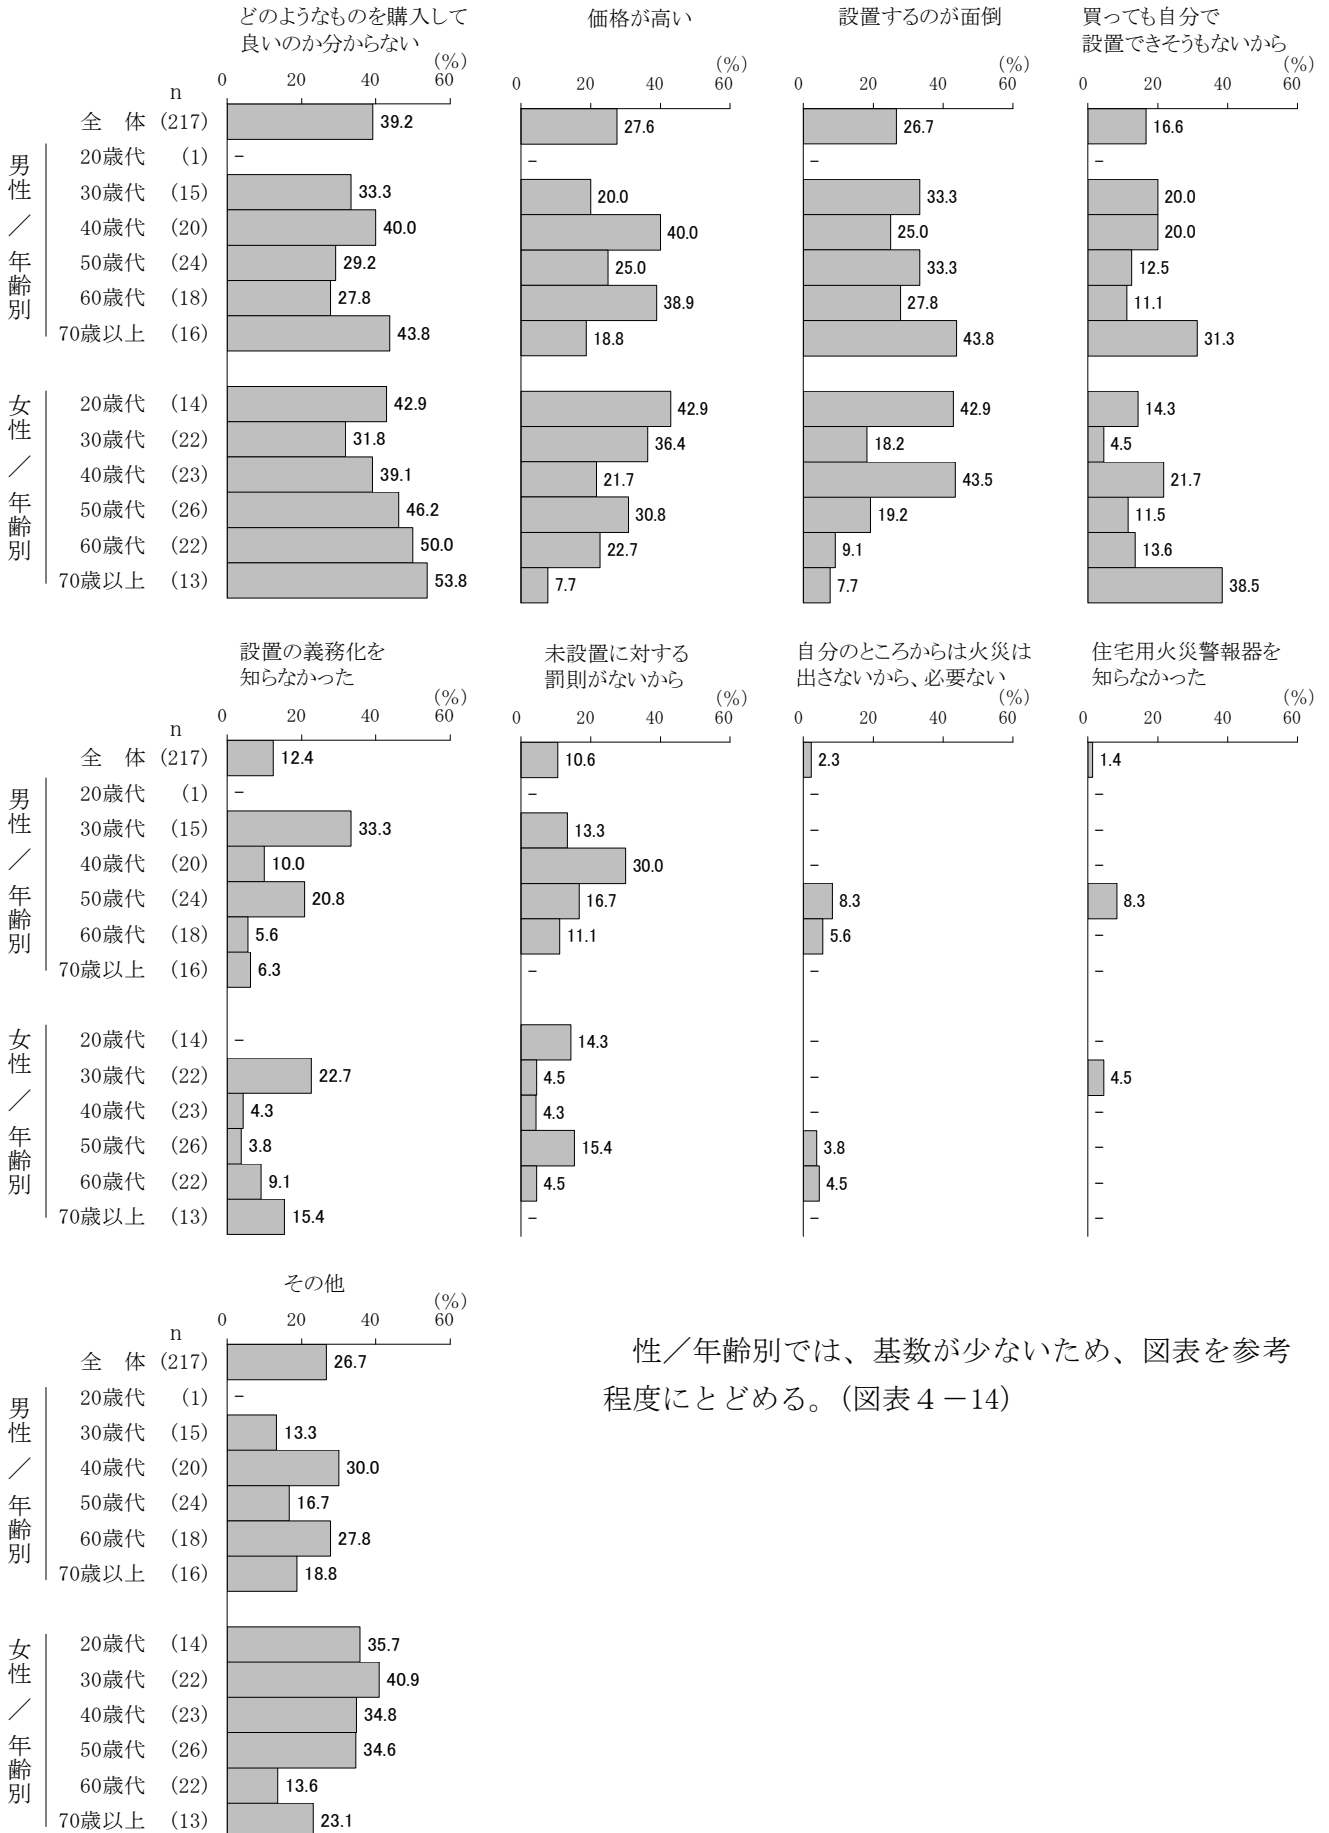 どのようなものを購入して
良いのか分からない
価格が高い
設置するのが面倒
買っても自分で
設置できそうもないから
(%) (%) (%) (%)
n 0 20 40 60 0 20 40 60 0 20 40 60 0 20 40 60
全 体 (217) 39.2 27.6 26.7 16.6
男性／年齢別
20歳代 (1) − − − −
30歳代 (15) 33.3 20.0 33.3 20.0
40歳代 (20) 40.0 40.0 25.0 20.0
50歳代 (24) 29.2 25.0 33.3 12.5
60歳代 (18) 27.8 38.9 27.8 11.1
70歳以上 (16) 43.8 18.8 43.8 31.3
女性／年齢別
20歳代 (14) 42.9 42.9 42.9 14.3
30歳代 (22) 31.8 36.4 18.2 4.5
40歳代 (23) 39.1 21.7 43.5 21.7
50歳代 (26) 46.2 30.8 19.2 11.5
60歳代 (22) 50.0 22.7 9.1 13.6
70歳以上 (13) 53.8 7.7 7.7 38.5
設置の義務化を
知らなかった
未設置に対する
罰則がないから
自分のところからは火災は
出さないから、必要ない
住宅用火災警報器を
知らなかった
(%) (%) (%) (%)
n 0 20 40 60 0 20 40 60 0 20 40 60 0 20 40 60
全 体 (217) 12.4 10.6 2.3 1.4
男性／年齢別
20歳代 (1) − − − −
30歳代 (15) 33.3 13.3 − −
40歳代 (20) 10.0 30.0 − −
50歳代 (24) 20.8 16.7 8.3 8.3
60歳代 (18) 5.6 11.1 5.6 −
70歳以上 (16) 6.3 − − −
女性／年齢別
20歳代 (14) − 14.3 − −
30歳代 (22) 22.7 4.5 − 4.5
40歳代 (23) 4.3 4.3 − −
50歳代 (26) 3.8 15.4 3.8 −
60歳代 (22) 9.1 4.5 4.5 −
70歳以上 (13) 15.4 − − −
その他
(%)
n 0 20 40 60
全 体 (217) 26.7
男性／年齢別
20歳代 (1) −
30歳代 (15) 13.3
40歳代 (20) 30.0
50歳代 (24) 16.7
60歳代 (18) 27.8
70歳以上 (16) 18.8
女性／年齢別
20歳代 (14) 35.7
30歳代 (22) 40.9
40歳代 (23) 34.8
50歳代 (26) 34.6
60歳代 (22) 13.6
70歳以上 (13) 23.1
性／年齢別では、基数が少ないため、図表を参考
程度にとどめる。（図表４－14）